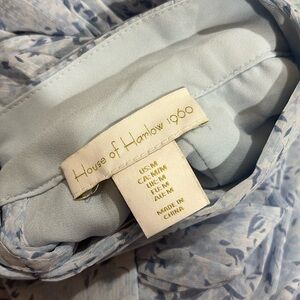 House of Harlow 1960
US:M
CA:M/M
UK:M
EU:M
AU:M
MADE IN
CHINA